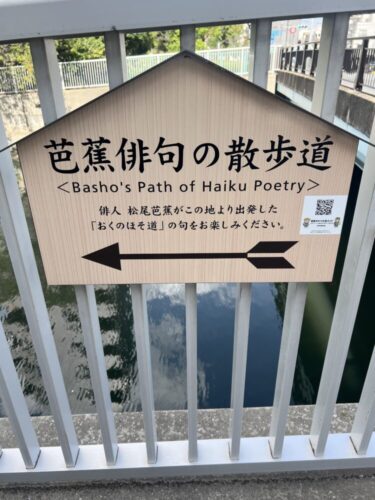 芭蕉俳句の散歩道
<Basho's Path of Haiku Poetry>
俳人 松尾芭蕉がこの地より出発した
「おくのほそ道」の句をお楽しみください。